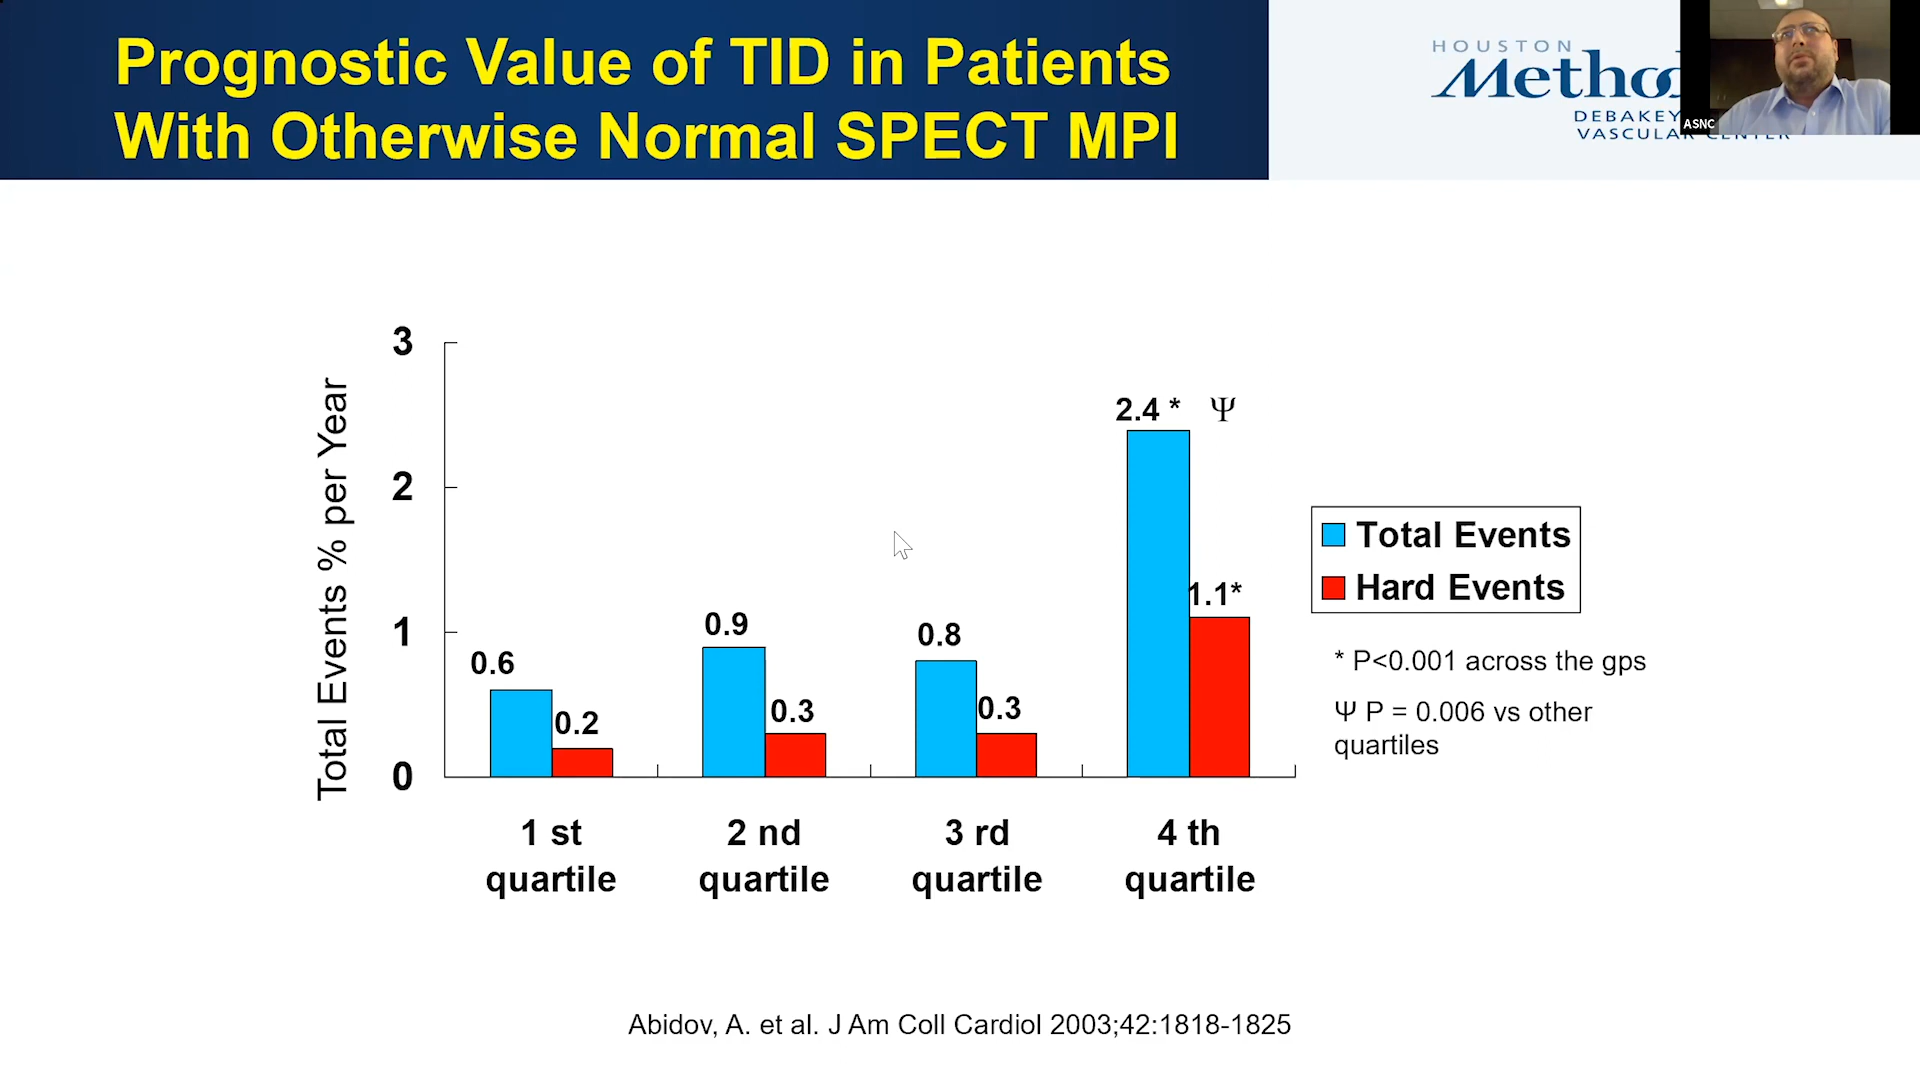 Prognostic Value of TID in Patients
With Otherwise Normal SPECT MPI
HOUSTON
DEBAKEY
VASCULAR CENTER
ASNC
Total Events % per Year
3
2
1
0
0.6
0.2
0.9
0.3
0.8
0.3
2.4 * Ψ
1.1*
1 st
quartile
2 nd
quartile
3 rd
quartile
4 th
quartile
Total Events
Hard Events
* P<0.001 across the gps
Ψ P = 0.006 vs other
quartiles
Abidov, A. et al. J Am Coll Cardiol 2003;42:1818-1825